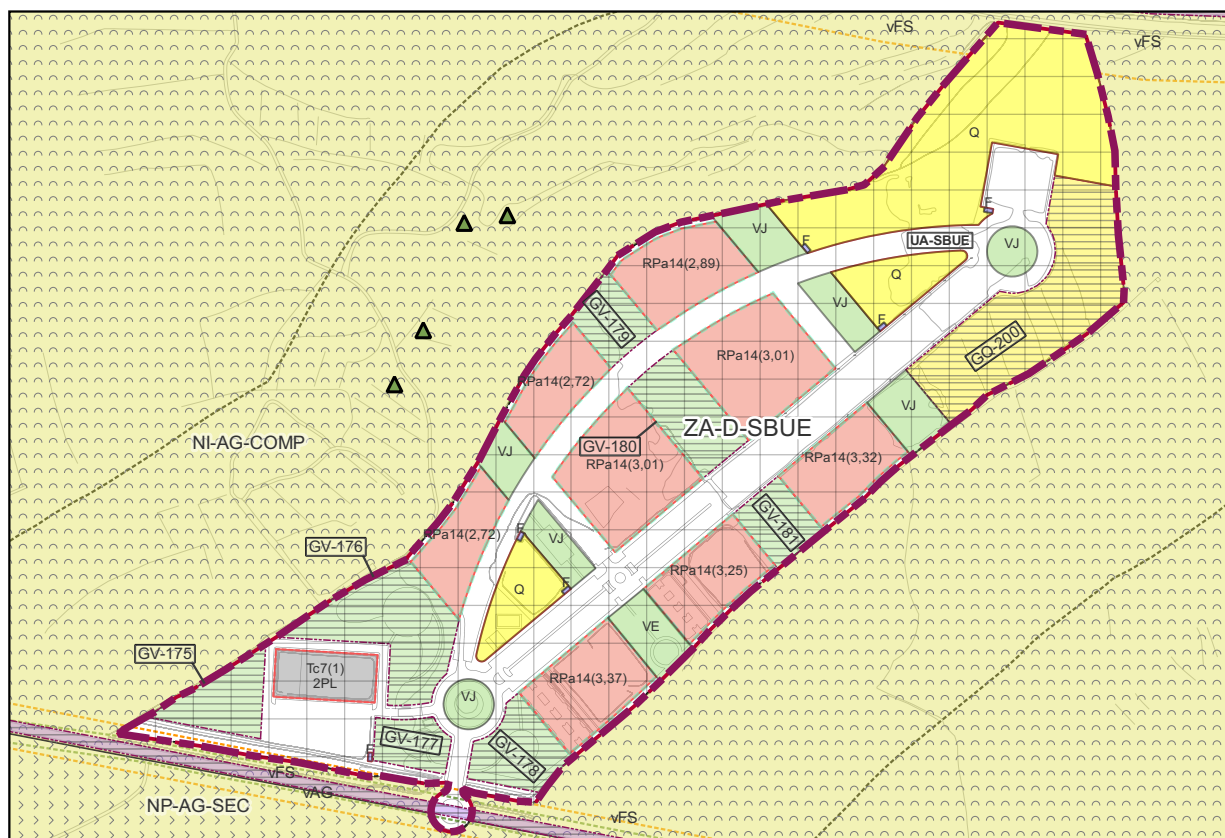 vFS
vFS
Q
E
VJ
UA-SBUE
VJ
E
RPa14(2,89)
Q
GV-179
VJ
E
GQ-200
RPa14(3,01)
RPa14(2,72)
VJ
NI-AG-COMP
ZA-D-SBUE
GV-180
VJ
RPa14(3,01)
RPa14(3,32)
GV-181
RPa14(2,72)
E
VJ
GV-176
RPa14(3,25)
E
Q
VE
GV-175
Tc7(1)
2PL
RPa14(3,37)
VJ
GV-177
E
GV-178
vFS
vAG
NP-AG-SEC
vFS